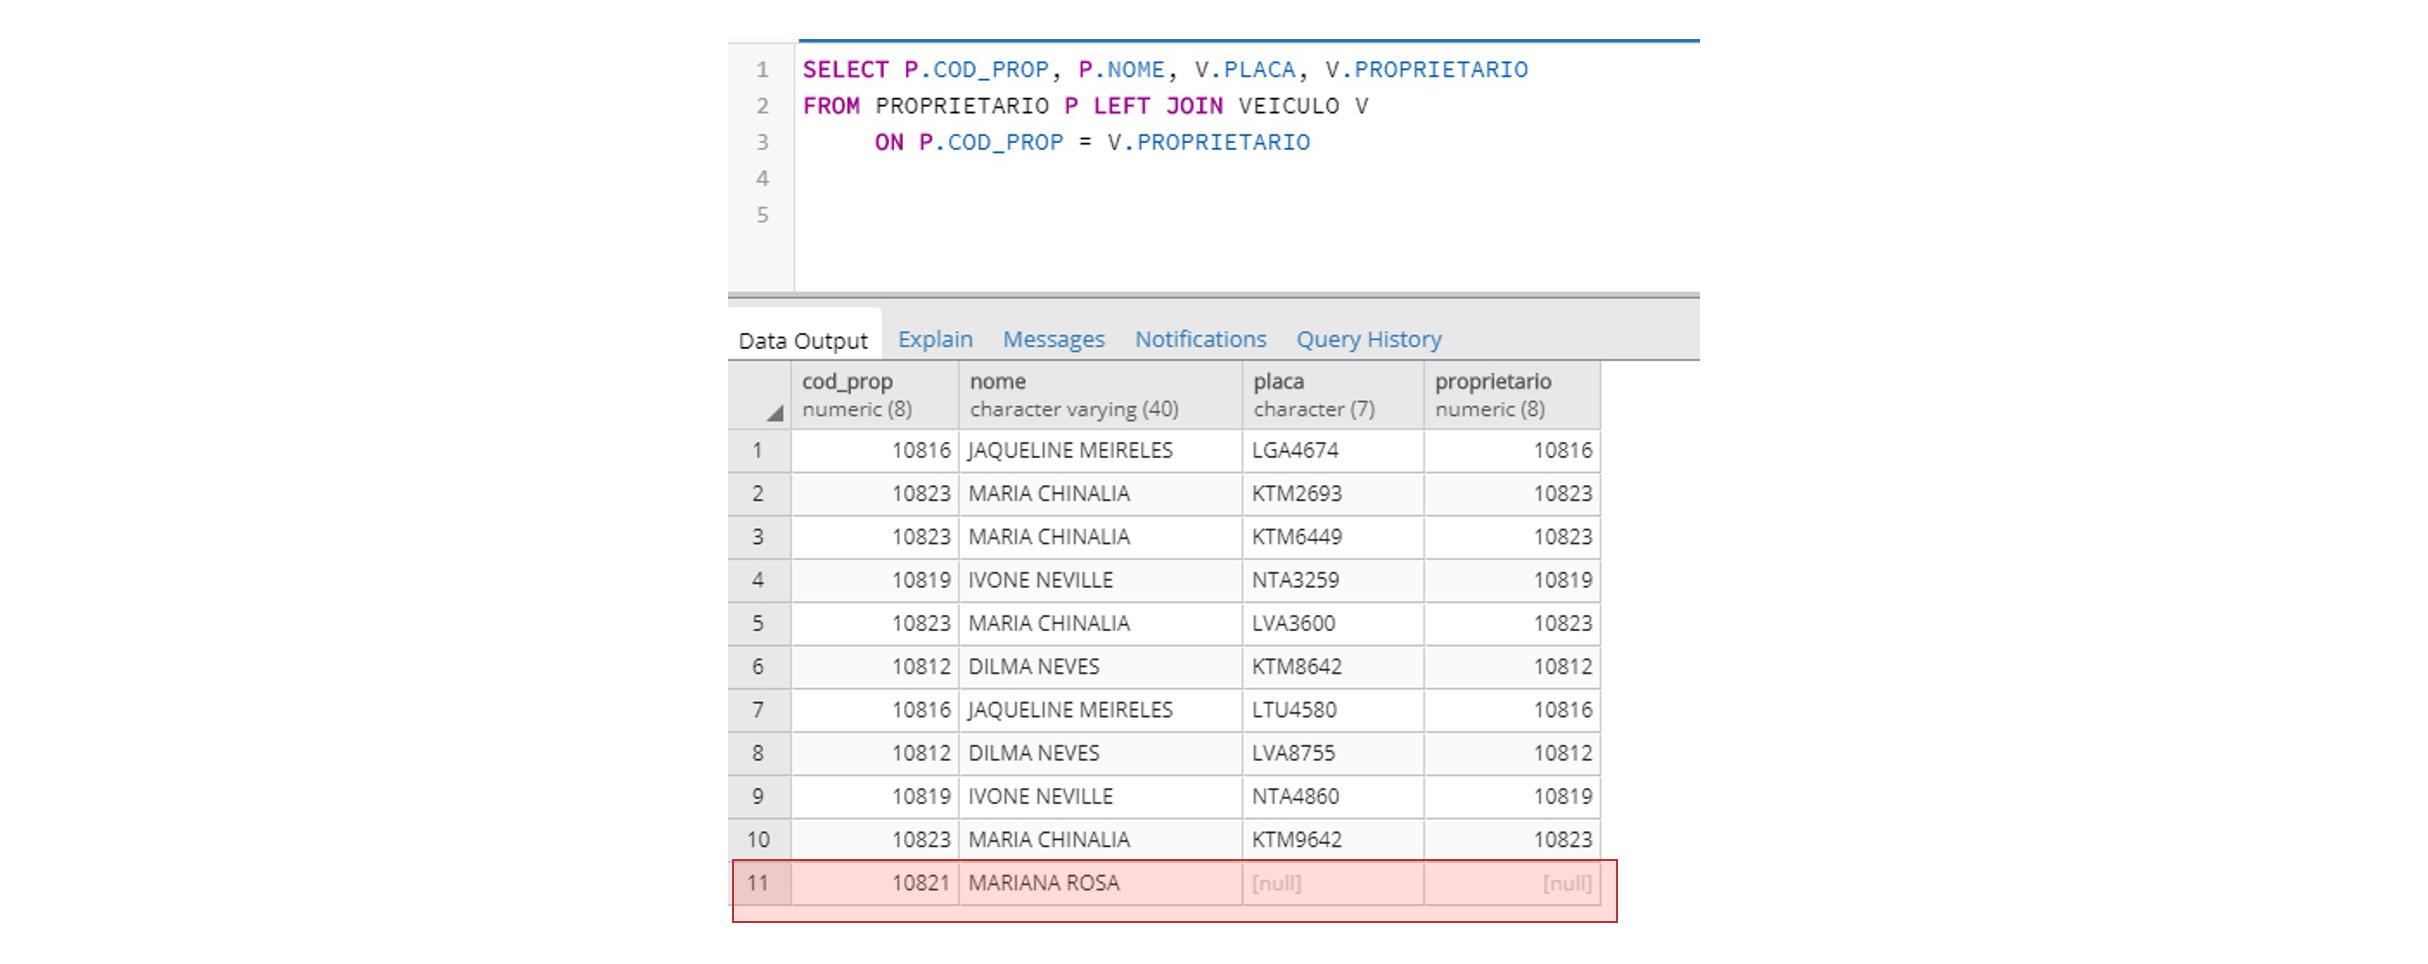 1 SELECT P.COD_PROP, P.NOME, V.PLACA, V.PROPRIETARIO
2 FROM PROPRIETARIO P LEFT JOIN VEICULO V
3 ON P.COD_PROP = V.PROPRIETARIO
4
5
Data Output Explain Messages Notifications Query History
cod_prop nome placa proprietario
numeric (8) character varying (40) character (7) numeric (8)
1 10816 JAQUELINE MEIRELES LGA4674 10816
2 10823 MARIA CHINALIA KTM2693 10823
3 10823 MARIA CHINALIA KTM6449 10823
4 10819 IVONE NEVILLE NTA3259 10819
5 10823 MARIA CHINALIA LVA3600 10823
6 10812 DILMA NEVES KTM8642 10812
7 10816 JAQUELINE MEIRELES LTU4580 10816
8 10812 DILMA NEVES LVA8755 10812
9 10819 IVONE NEVILLE NTA4860 10819
10 10823 MARIA CHINALIA KTM9642 10823
11 10821 MARIANA ROSA [null] [null]